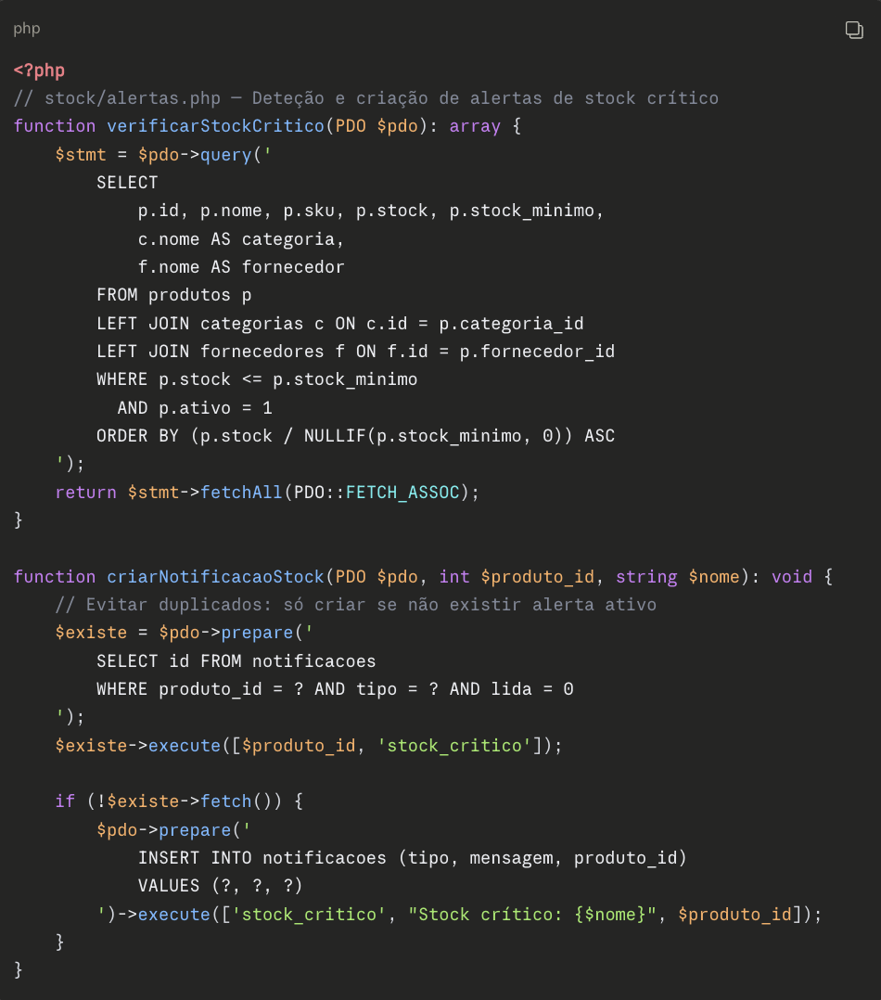 php
<?php
// stock/alertas.php — Deteção e criação de alertas de stock crítico
function verificarStockCritico(PDO $pdo): array {
    $stmt = $pdo->query('
        SELECT
            p.id, p.nome, p.sku, p.stock, p.stock_minimo,
            c.nome AS categoria,
            f.nome AS fornecedor
        FROM produtos p
        LEFT JOIN categorias c ON c.id = p.categoria_id
        LEFT JOIN fornecedores f ON f.id = p.fornecedor_id
        WHERE p.stock <= p.stock_minimo
          AND p.ativo = 1
        ORDER BY (p.stock / NULLIF(p.stock_minimo, 0)) ASC
    ');
    return $stmt->fetchAll(PDO::FETCH_ASSOC);
}

function criarNotificacaoStock(PDO $pdo, int $produto_id, string $nome): void {
    // Evitar duplicados: só criar se não existir alerta ativo
    $existe = $pdo->prepare('
        SELECT id FROM notificacoes
        WHERE produto_id = ? AND tipo = ? AND lida = 0
    ');
    $existe->execute([$produto_id, 'stock_critico']);

    if (!$existe->fetch()) {
        $pdo->prepare('
            INSERT INTO notificacoes (tipo, mensagem, produto_id)
            VALUES (?, ?, ?)
        ')->execute(['stock_critico', "Stock crítico: {$nome}", $produto_id]);
    }
}